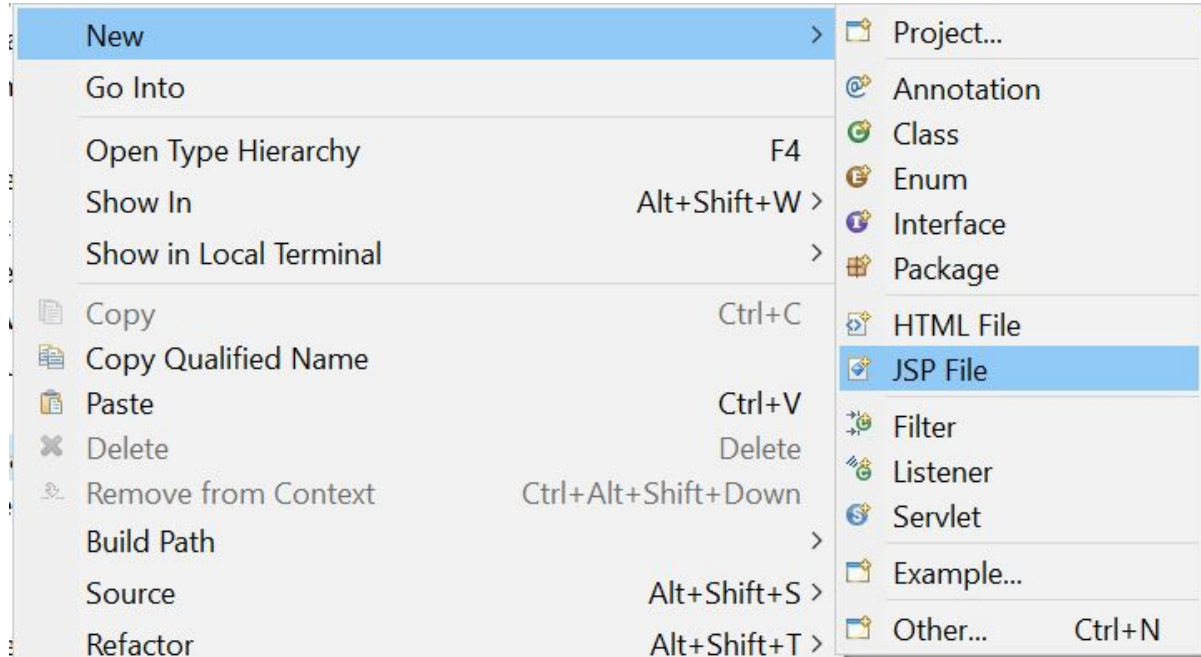 New >
Go Into
Open Type Hierarchy F4
Show In Alt+Shift+W >
Show in Local Terminal >
Copy Ctrl+C
Copy Qualified Name
Paste Ctrl+V
Delete Delete
Remove from Context Ctrl+Alt+Shift+Down
Build Path >
Source Alt+Shift+S >
Refactor Alt+Shift+T >
Project...
Annotation
Class
Enum
Interface
Package
HTML File
JSP File
Filter
Listener
Servlet
Example...
Other... Ctrl+N